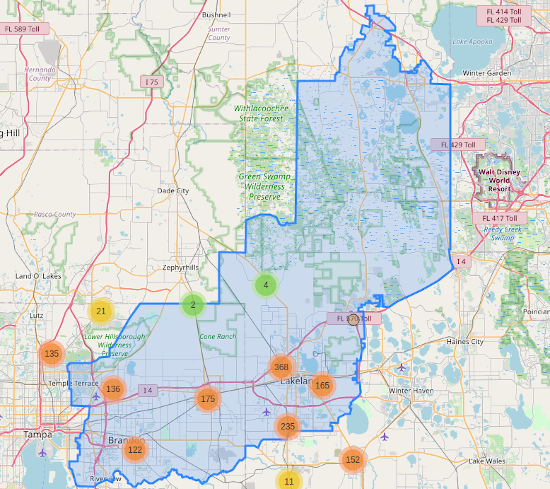 FL 589 Toll
Bushnell
Sumter
County
FL 414 Toll
FL 429 Toll
Lake Apopka
Winter Garden
Hernando
County
I 75
g Hill
Withlacoochee
State Forest
FL 429 Toll
Walt Disney
World
Resort
Green Swamp
Wilderness
Preserve
Dade City
Pasco County
FL 417 Toll
Reedy Creek
Swamp
I 4
Zephyrhills
Land O' Lakes
4
2
Poincian
21
Lutz
FL 570 Toll
Lower Hillsborough
Wilderness
Preserve
Cone Ranch
Haines City
135
368
Temple Terrace
136
I 4
Lakelan
165
175
Winter Haven
235
Tampa
Bran
122
152
Lake Wales
Riverview
11